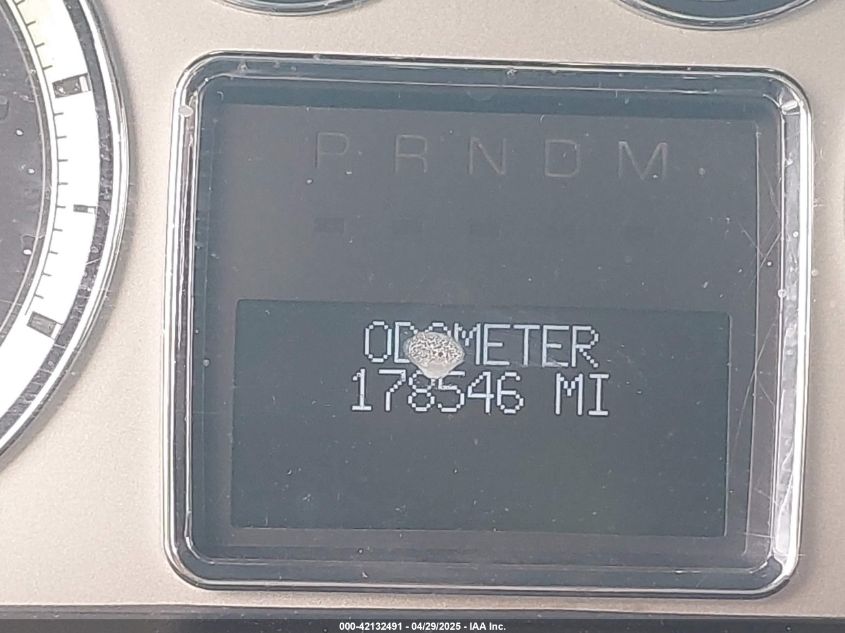 P R N D M
ODOMETER
178546 MI
000-42132491 - 04/29/2025 - IAA Inc.